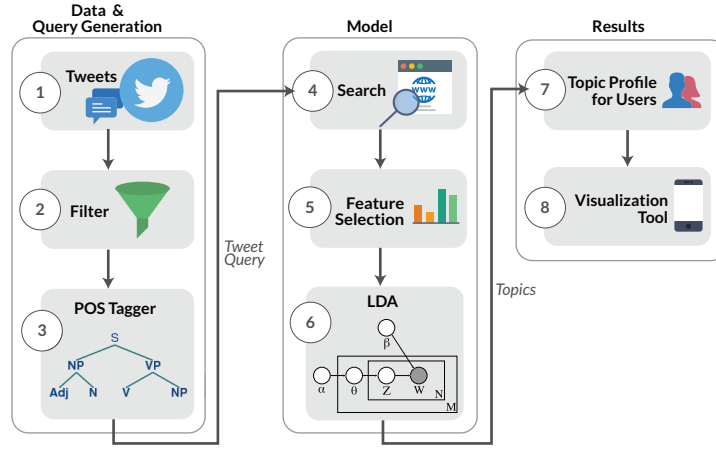 Data &
Query Generation
1
Tweets
2
Filter
3
POS Tagger
S
NP VP
Adj N V NP
Tweet
Query
Model
4
Search
WWW
5
Feature
Selection
6
LDA
β
α θ Z W
N
M
Topics
Results
7
Topic Profile
for Users
8
Visualization
Tool